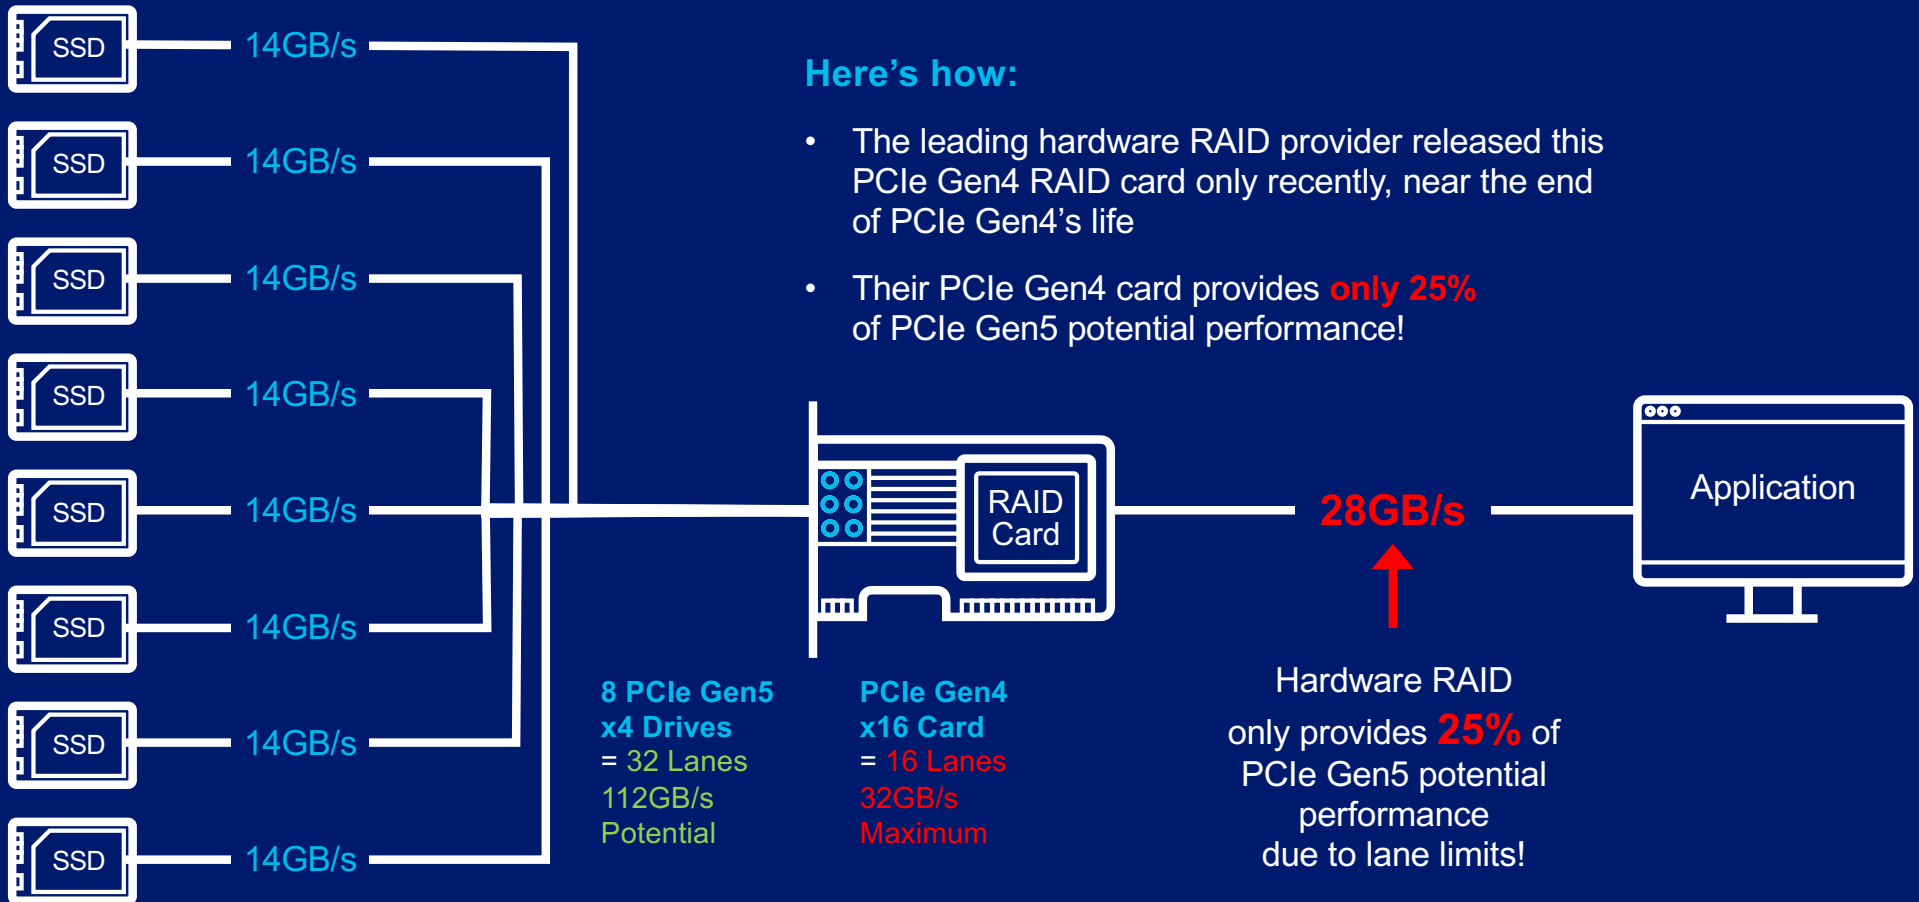 SSD
14GB/s
SSD
14GB/s
SSD
14GB/s
SSD
14GB/s
SSD
14GB/s
SSD
14GB/s
SSD
14GB/s
SSD
14GB/s
Here’s how:
• The leading hardware RAID provider released this
PCIe Gen4 RAID card only recently, near the end
of PCIe Gen4’s life
• Their PCIe Gen4 card provides only 25%
of PCIe Gen5 potential performance!
RAID
Card
28GB/s
Application
8 PCIe Gen5
x4 Drives
= 32 Lanes
112GB/s
Potential
PCIe Gen4
x16 Card
= 16 Lanes
32GB/s
Maximum
Hardware RAID
only provides 25% of
PCIe Gen5 potential
performance
due to lane limits!